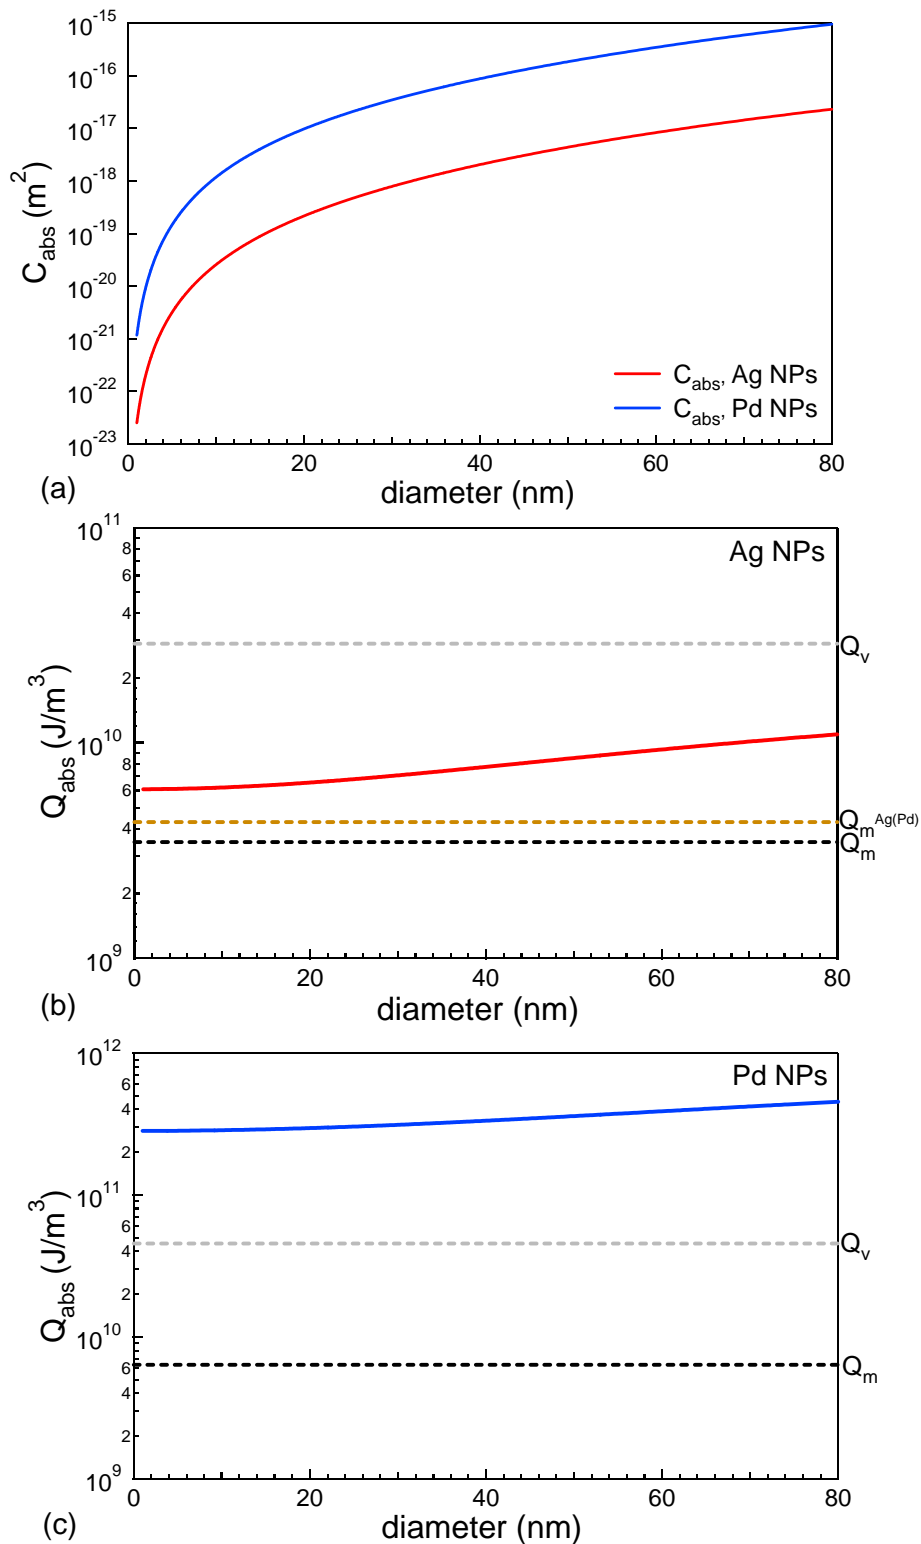 10^-15
10^-16
10^-17
10^-18
10^-19
10^-20
10^-21
10^-22
10^-23
C_abs (m^2)
C_abs, Ag NPs
C_abs, Pd NPs
0 20 40 60 80
diameter (nm)
(a)
10^11
8
6
4
2
10^10
8
6
4
2
10^9
Q_abs (J/m^3)
Ag NPs
Q_v
Q_m^Ag(Pd)
Q_m
0 20 40 60 80
diameter (nm)
(b)
10^12
6
4
2
10^11
6
4
2
10^10
6
4
2
10^9
Q_abs (J/m^3)
Pd NPs
Q_v
Q_m
0 20 40 60 80
diameter (nm)
(c)